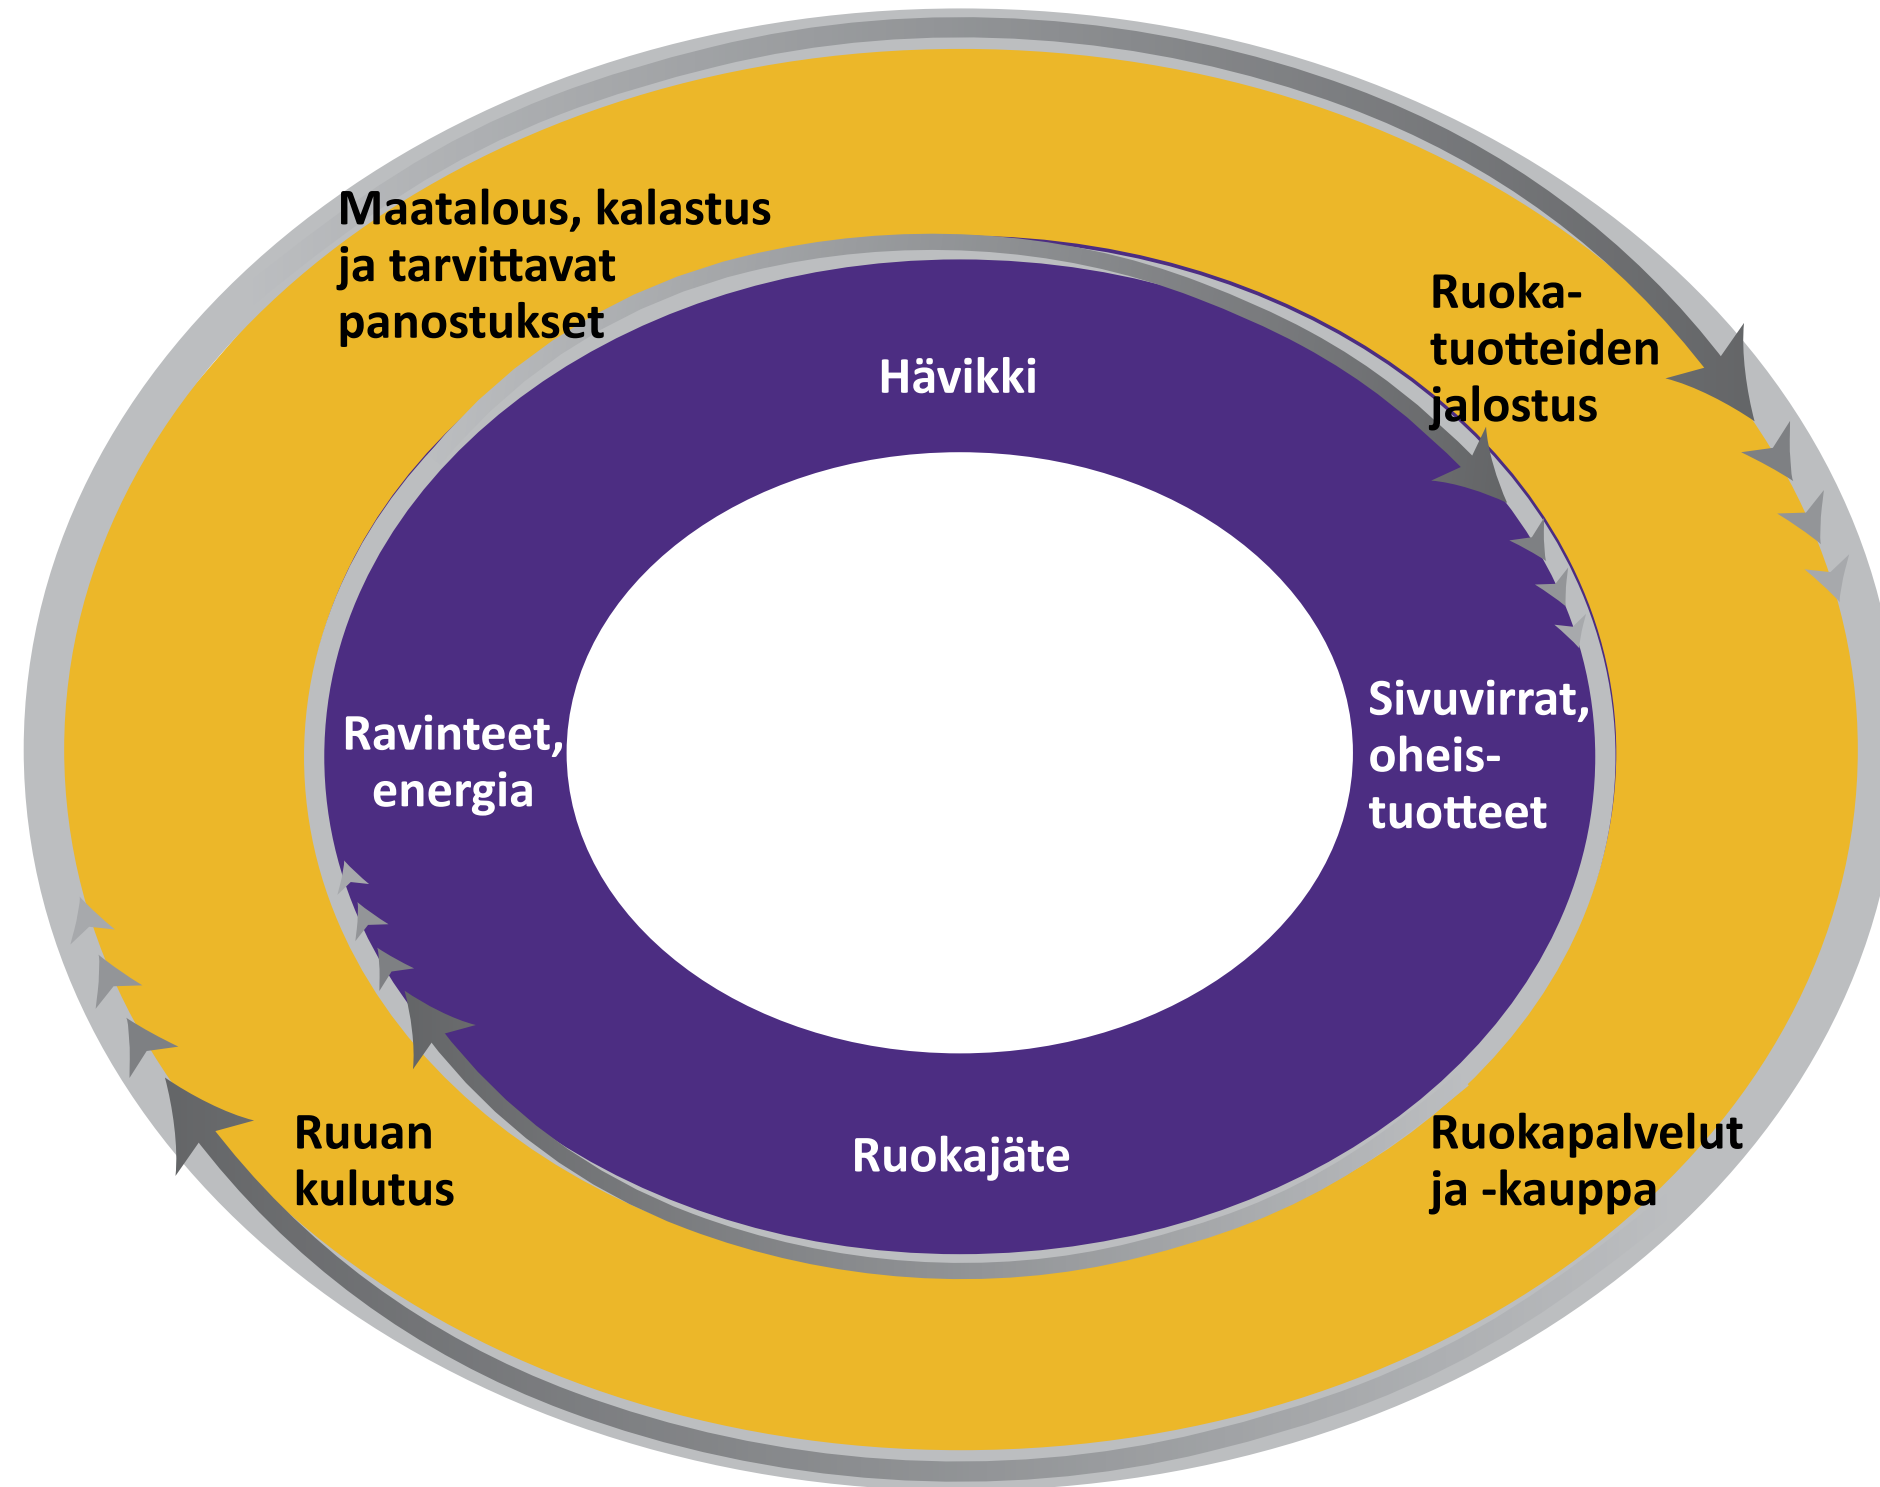 Maatalous, kalastus
ja tarvittavat
panostukset
Ruoka-
tuotteiden
jalostus
Hävikki
Ravinteet,
energia
Sivuvirrat,
oheis-
tuotteet
Ruokajäte
Ruuan
kulutus
Ruokapalvelut
ja -kauppa